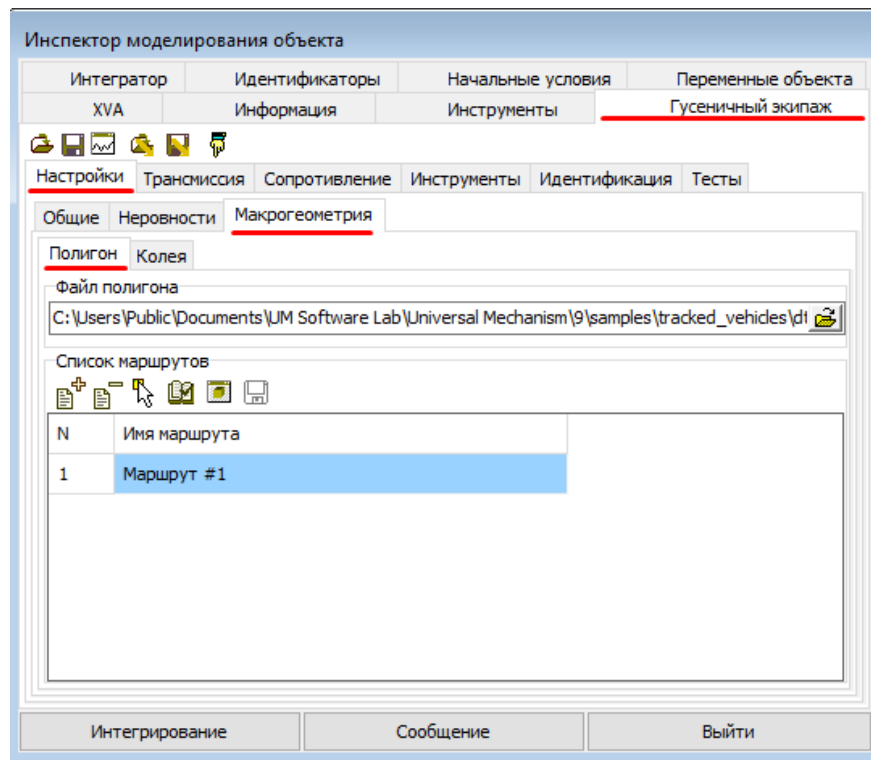 Инспектор моделирования объекта
Интегратор Идентификаторы Начальные условия Переменные объекта
XVA Информация Инструменты Гусеничный экипаж
Настройки Трансмиссия Сопротивление Инструменты Идентификация Тесты
Общие Неровности Макрогеометрия
Полигон Колея
Файл полигона
C:\Users\Public\Documents\UM Software Lab\Universal Mechanism\9\samples\tracked_vehicles\dt
Список маршрутов
N Имя маршрута
1 Маршрут #1
Интегрирование Сообщение Выйти